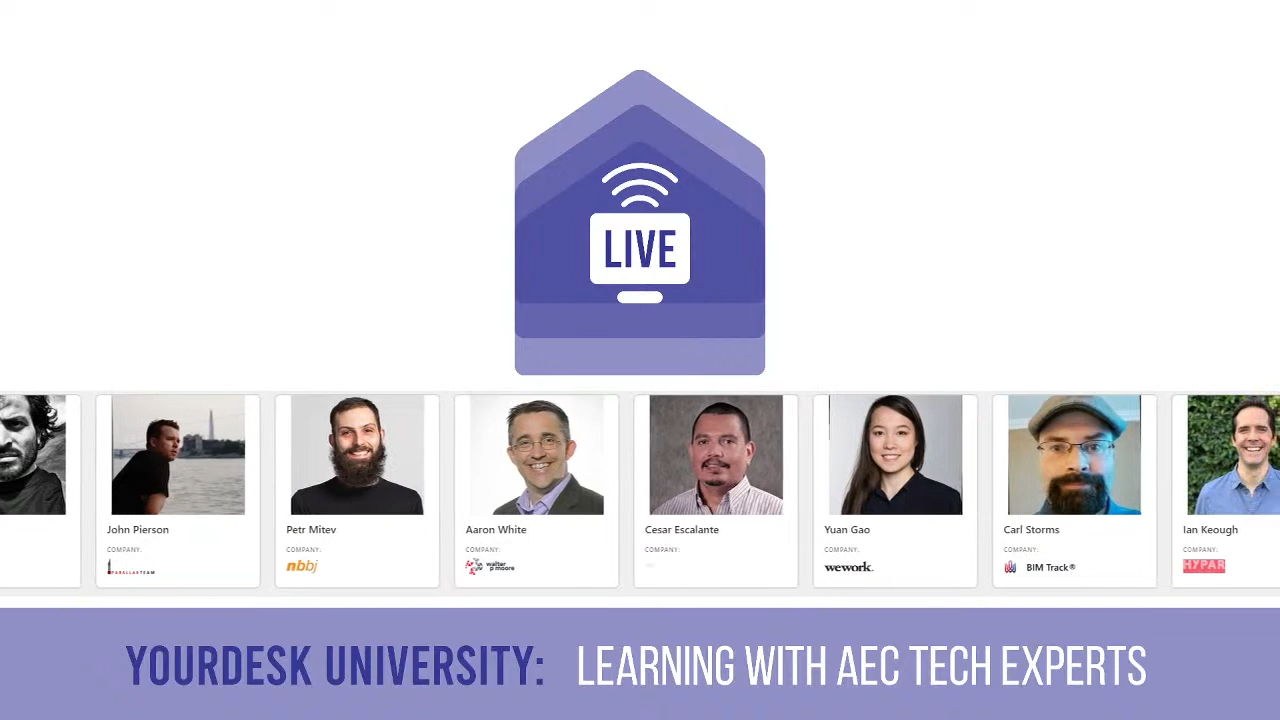 LIVE
John Pierson
COMPANY:
PARALLAXTEAM
Petr Mitev
COMPANY:
nbbj
Aaron White
COMPANY:
walter
p moore
Cesar Escalante
COMPANY:
Yuan Gao
COMPANY:
wework.
Carl Storms
COMPANY:
BIM Track®
Ian Keough
COMPANY:
HYPAR
YOURDESK UNIVERSITY: LEARNING WITH AEC TECH EXPERTS